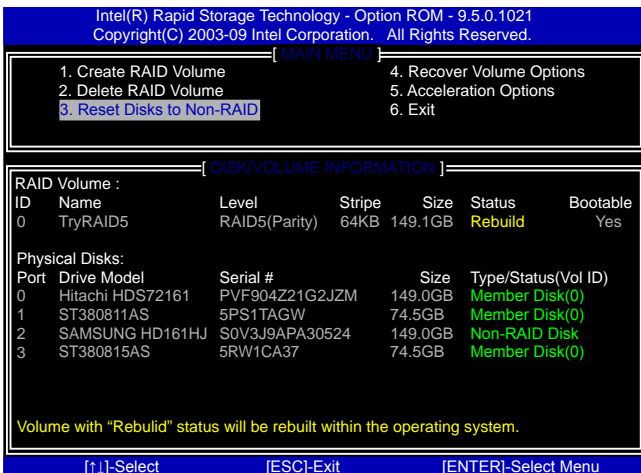 Intel(R) Rapid Storage Technology - Option ROM - 9.5.0.1021
Copyright(C) 2003-09 Intel Corporation. All Rights Reserved.
[ MAIN MENU ]
1. Create RAID Volume 4. Recover Volume Options
2. Delete RAID Volume 5. Acceleration Options
3. Reset Disks to Non-RAID 6. Exit
[ DISK/VOLUME INFORMATION ]
RAID Volume :
ID Name Level Stripe Size Status Bootable
0 TryRAID5 RAID5(Parity) 64KB 149.1GB Rebuild Yes
Physical Disks:
Port Drive Model Serial # Size Type/Status(Vol ID)
0 Hitachi HDS72161 PVF904Z21G2JZM 149.0GB Member Disk(0)
1 ST380811AS 5PS1TAGW 74.5GB Member Disk(0)
2 SAMSUNG HD161HJ S0V3J9APA30524 149.0GB Non-RAID Disk
3 ST380815AS 5RW1CA37 74.5GB Member Disk(0)
Volume with “Rebulid” status will be rebuilt within the operating system.
[↑↓]-Select [ESC]-Exit [ENTER]-Select Menu